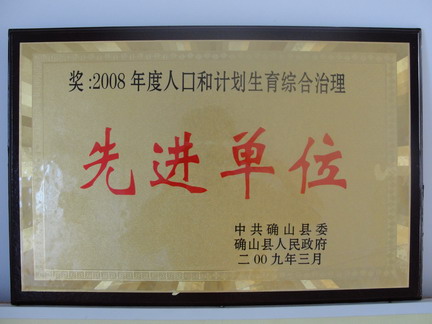 奖:2008年度人口和计划生育综合治理
先进单位
中共确山县委
确山县人民政府
二00九年三月